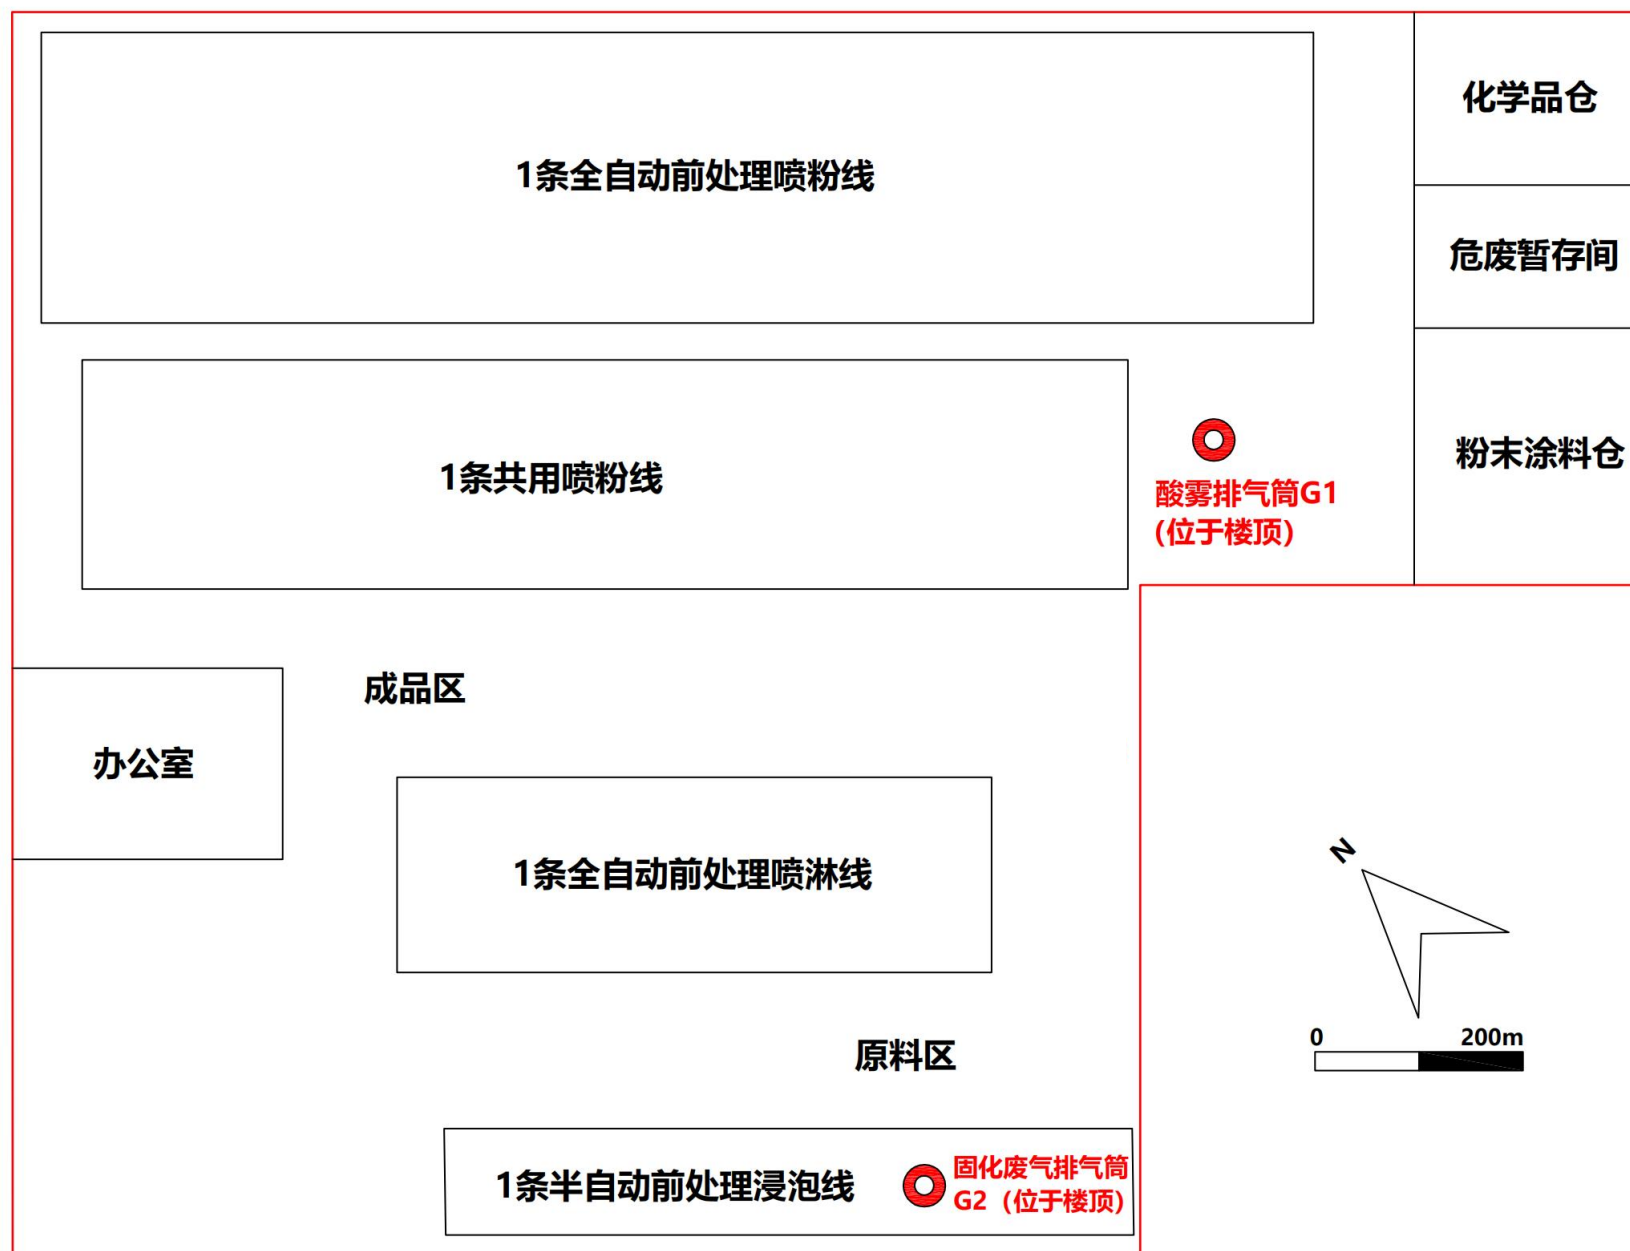 化学品仓
1条全自动前处理喷粉线
危废暂存间
1条共用喷粉线
粉末涂料仓
酸雾排气筒G1
(位于楼顶)
成品区
办公室
1条全自动前处理喷淋线
N
0 200m
原料区
1条半自动前处理浸泡线
固化废气排气筒
G2（位于楼顶）